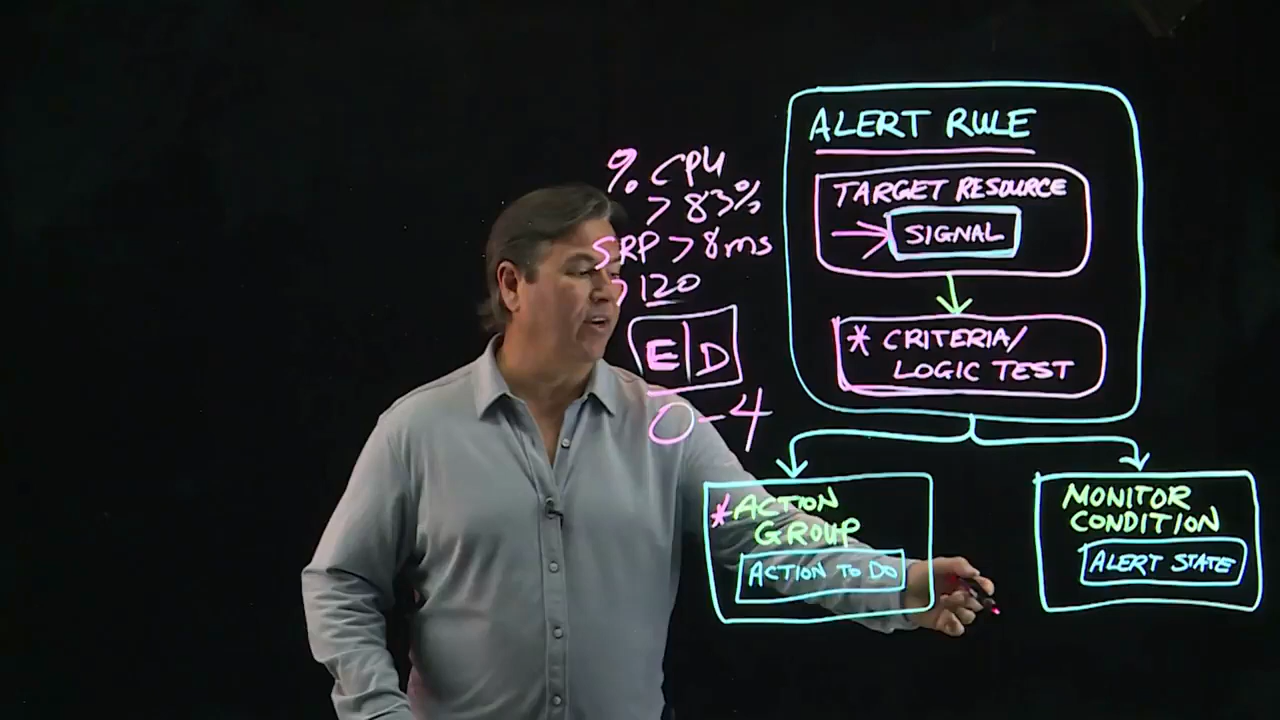 % CPU
> 83%
SRP > 8ms
> 120
E D
0-4
ALERT RULE
TARGET RESOURCE
SIGNAL
* CRITERIA/
LOGIC TEST
* ACTION
GROUP
ACTION TO DO
MONITOR
CONDITION
ALERT STATE